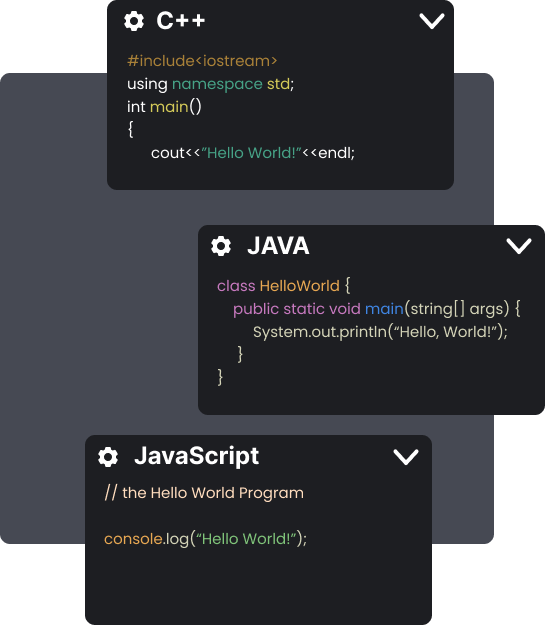 C++
#include<iostream>
using namespace std;
int main()
{
cout<<“Hello World!”<<endl;
JAVA
class HelloWorld {
public static void main(string[] args) {
System.out.println(“Hello, World!”);
}
}
JavaScript
// the Hello World Program
console.log(“Hello World!”);